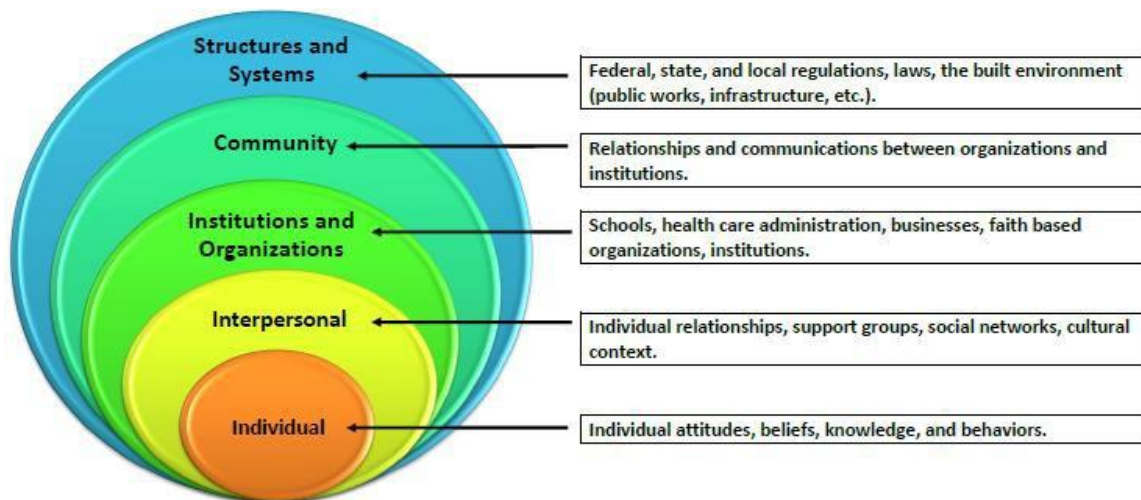 Structures and
Systems
Federal, state, and local regulations, laws, the built environment
(public works, infrastructure, etc.).
Community
Relationships and communications between organizations and
institutions.
Institutions and
Organizations
Schools, health care administration, businesses, faith based
organizations, institutions.
Interpersonal
Individual relationships, support groups, social networks, cultural
context.
Individual
Individual attitudes, beliefs, knowledge, and behaviors.